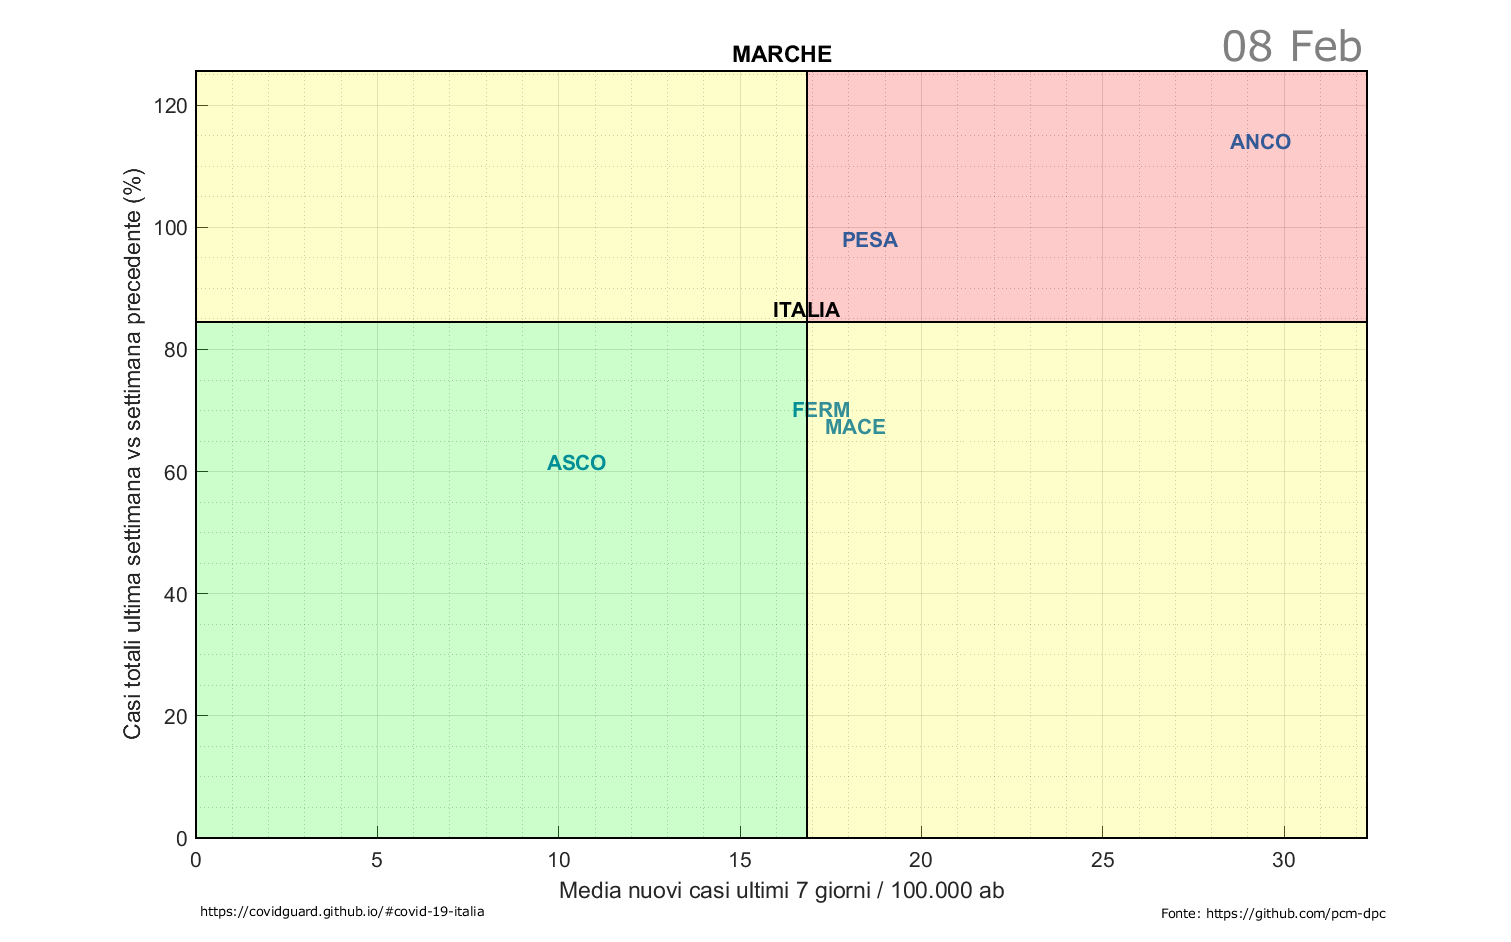 MARCHE
08 Feb
Casi totali ultima settimana vs settimana precedente (%)
120
100
80
60
40
20
0
ANCO
PESA
ITALIA
FERM
MACE
ASCO
0 5 10 15 20 25 30
Media nuovi casi ultimi 7 giorni / 100.000 ab
https://covidguard.github.io/#covid-19-italia
Fonte: https://github.com/pcm-dpc